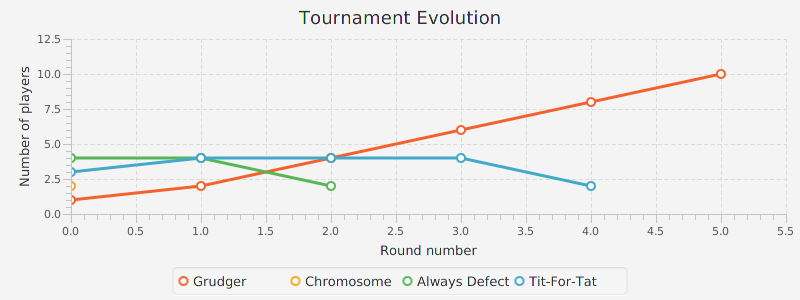 Tournament Evolution
12.5
10.0
7.5
5.0
2.5
0.0
Number of players
0.0 0.5 1.0 1.5 2.0 2.5 3.0 3.5 4.0 4.5 5.0 5.5
Round number
Grudger Chromosome Always Defect Tit-For-Tat